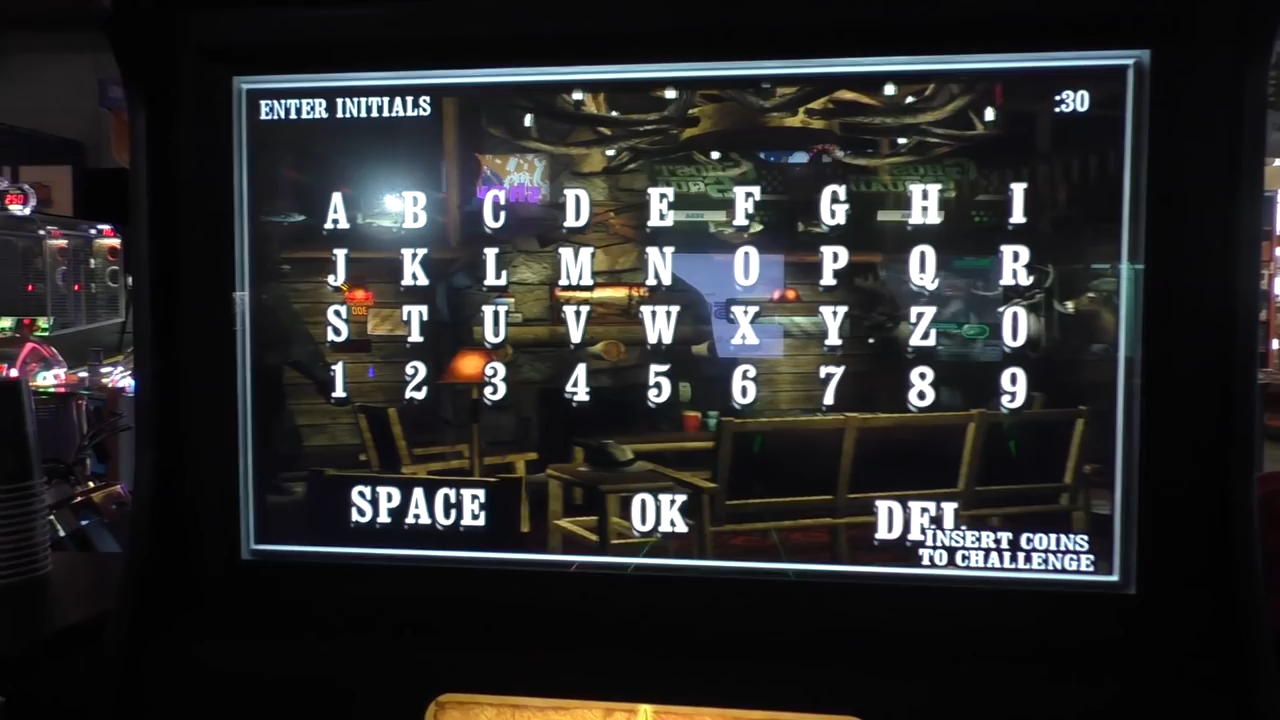 ENTER INITIALS
:30
A B C D E F G H I
J K L M N O P Q R
S T U V W X Y Z 0
1 2 3 4 5 6 7 8 9
SPACE OK DEL
INSERT COINS
TO CHALLENGE
250